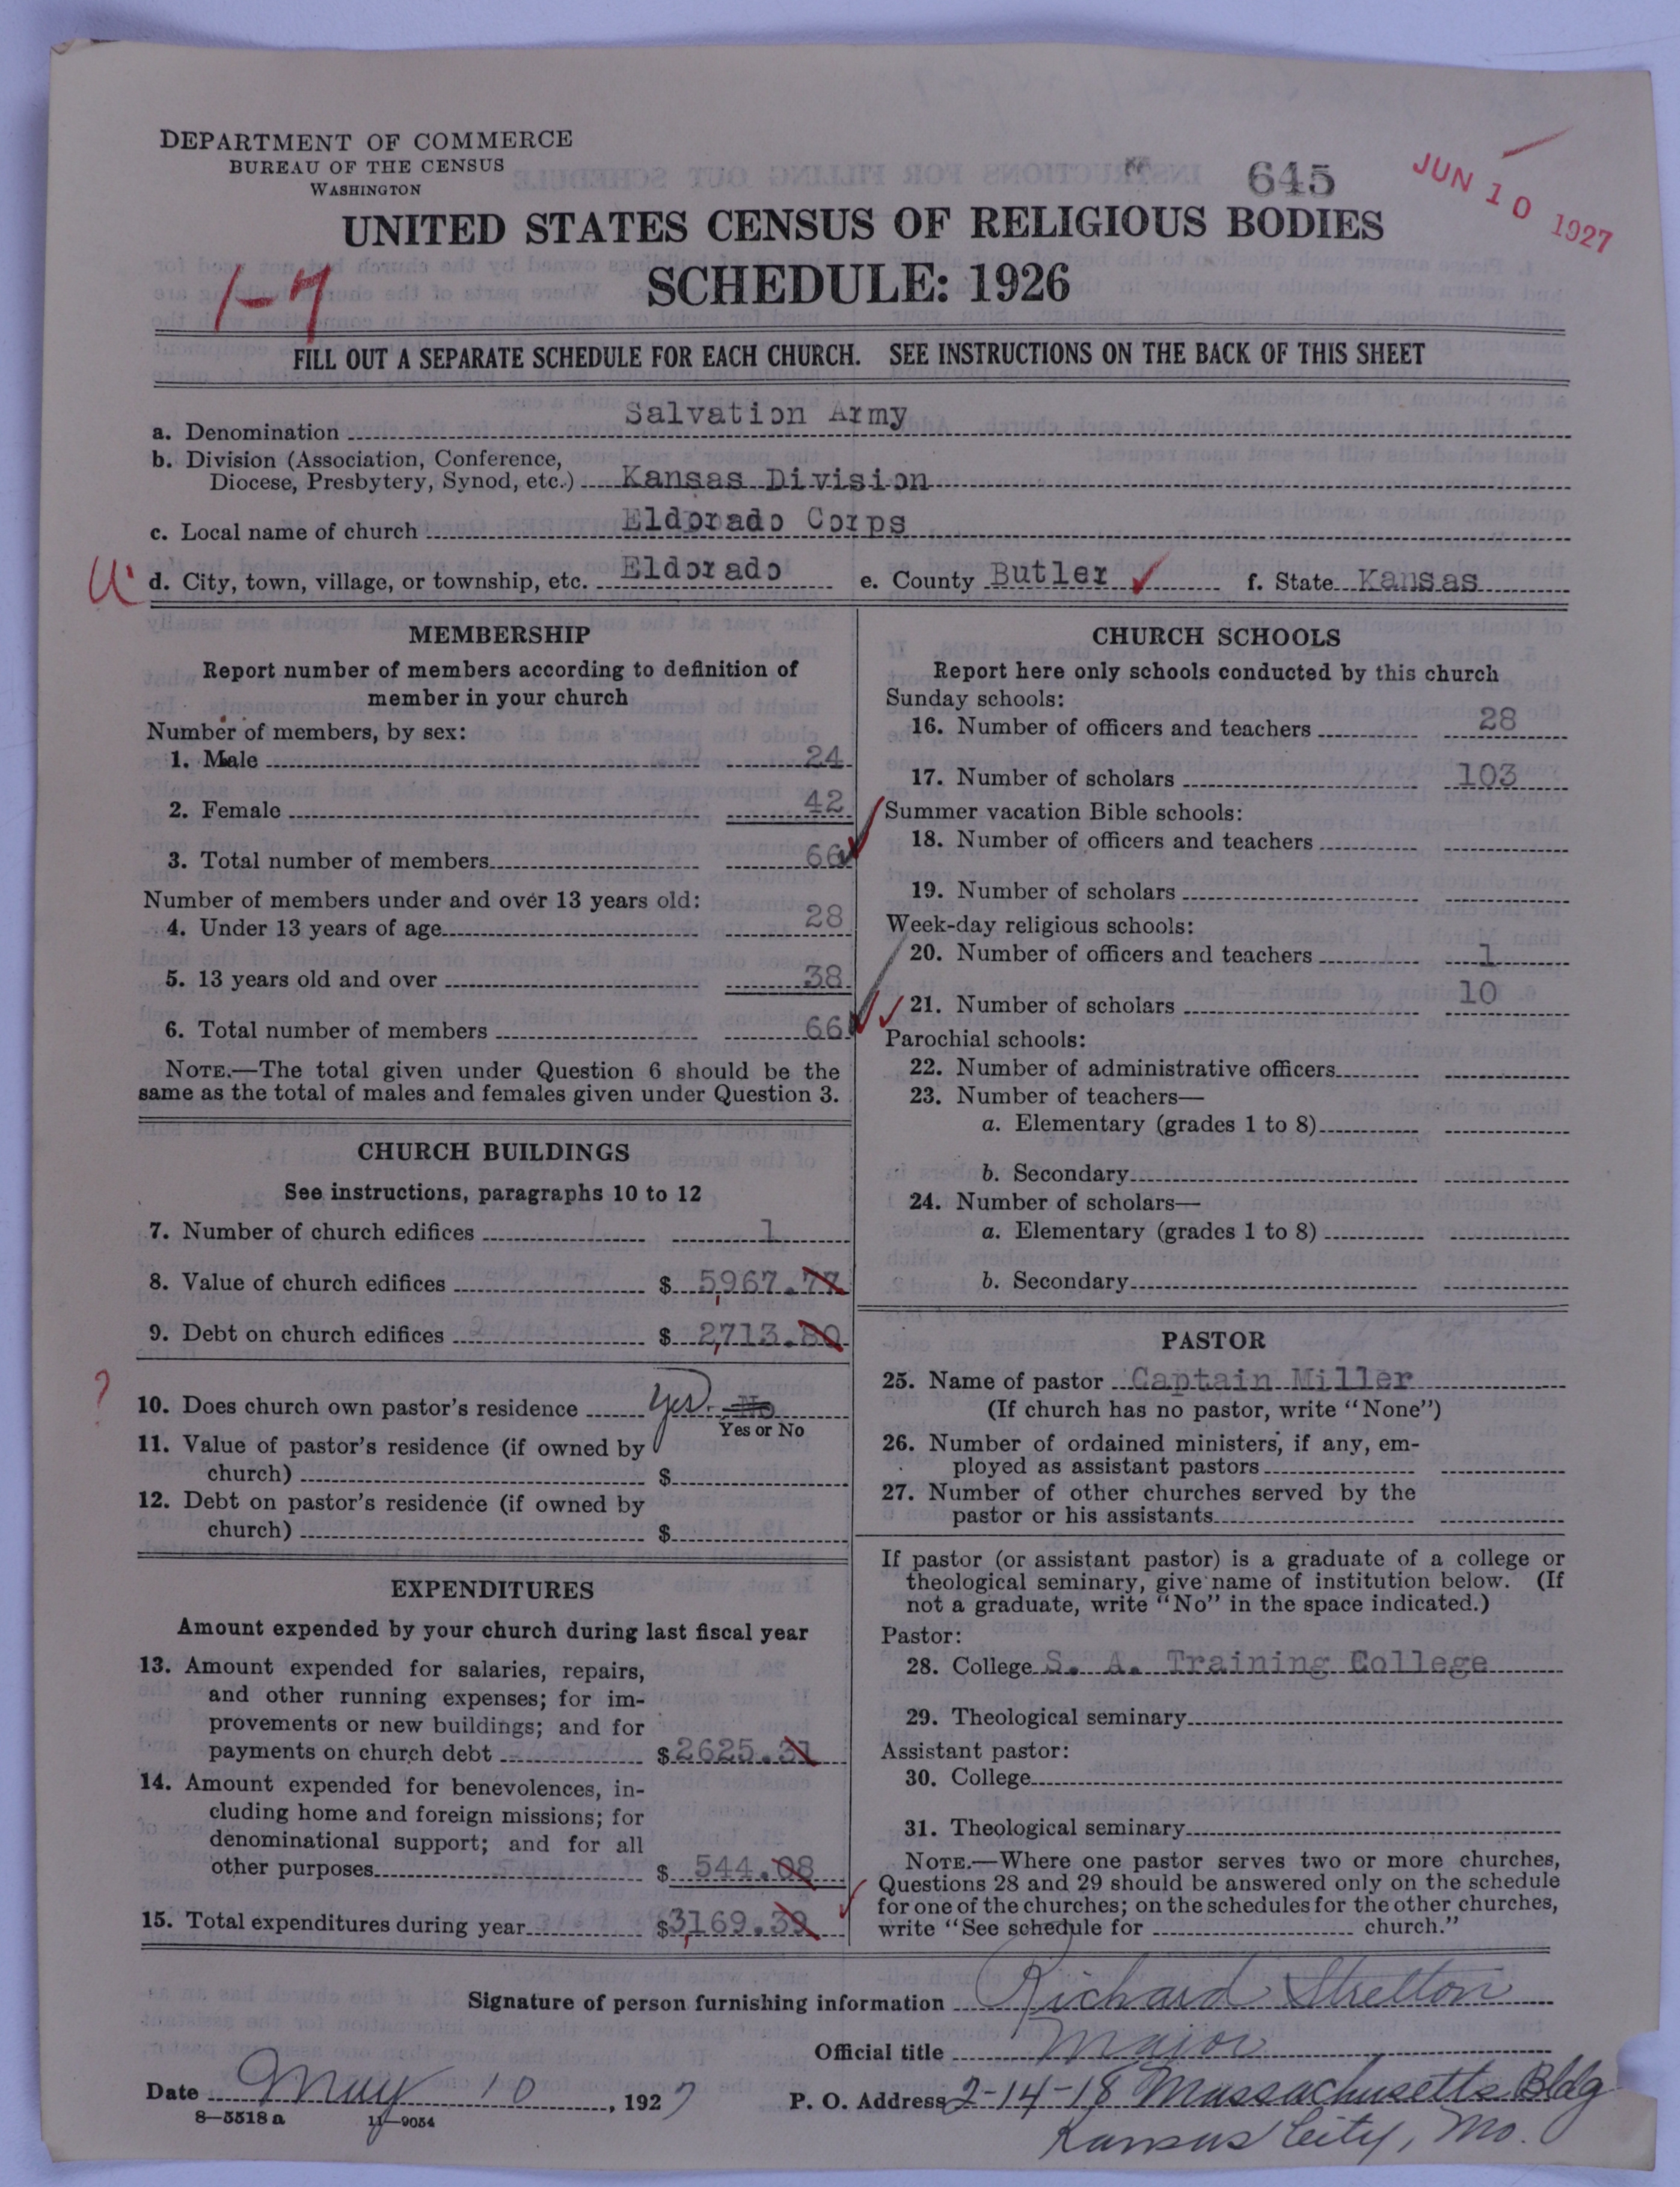 DEPARTMENT OF COMMERCE
BUREAU OF THE CENSUS
WASHINGTON
645
JUN 10 1927
UNITED STATES CENSUS OF RELIGIOUS BODIES
SCHEDULE: 1926
1-7
FILL OUT A SEPARATE SCHEDULE FOR EACH CHURCH. SEE INSTRUCTIONS ON THE BACK OF THIS SHEET
a. Denomination Salvation Army
b. Division (Association, Conference,
Diocese, Presbytery, Synod, etc.) Kansas Division
c. Local name of church Eldorado Corps
d. City, town, village, or township, etc. Eldorado e. County Butler f. State Kansas
MEMBERSHIP
Report number of members according to definition of
member in your church
Number of members, by sex:
1. Male 24
2. Female 42
3. Total number of members 66
Number of members under and over 13 years old:
4. Under 13 years of age 28
5. 13 years old and over 38
6. Total number of members 66
NOTE.—The total given under Question 6 should be the
same as the total of males and females given under Question 3.
CHURCH BUILDINGS
See instructions, paragraphs 10 to 12
7. Number of church edifices 1
8. Value of church edifices $ 5967.77
9. Debt on church edifices $ 2713.80
?
10. Does church own pastor's residence Yes. No
Yes or No
11. Value of pastor's residence (if owned by
church) $
12. Debt on pastor's residence (if owned by
church) $
EXPENDITURES
Amount expended by your church during last fiscal year
13. Amount expended for salaries, repairs,
and other running expenses; for im-
provements or new buildings; and for
payments on church debt $2625.31
14. Amount expended for benevolences, in-
cluding home and foreign missions; for
denominational support; and for all
other purposes $ 544.08
15. Total expenditures during year $3169.39
CHURCH SCHOOLS
Report here only schools conducted by this church
Sunday schools:
16. Number of officers and teachers 28
17. Number of scholars 103
Summer vacation Bible schools:
18. Number of officers and teachers
19. Number of scholars
Week-day religious schools:
20. Number of officers and teachers 1
21. Number of scholars 10
Parochial schools:
22. Number of administrative officers
23. Number of teachers—
a. Elementary (grades 1 to 8)
b. Secondary
24. Number of scholars—
a. Elementary (grades 1 to 8)
b. Secondary
PASTOR
25. Name of pastor Captain Miller
(If church has no pastor, write "None")
26. Number of ordained ministers, if any, em-
ployed as assistant pastors
27. Number of other churches served by the
pastor or his assistants
If pastor (or assistant pastor) is a graduate of a college or
theological seminary, give name of institution below. (If
not a graduate, write "No" in the space indicated.)
Pastor:
28. College S. A. Training College
29. Theological seminary
Assistant pastor:
30. College
31. Theological seminary
NOTE.—Where one pastor serves two or more churches,
Questions 28 and 29 should be answered only on the schedule
for one of the churches; on the schedules for the other churches,
write "See schedule for church."
Signature of person furnishing information Richard Stretton
Official title Major
Date May 10, 1927 P. O. Address 2-14-18 Massachusetts Bldg
8—5518 a 11—9054
Kansas City, Mo.